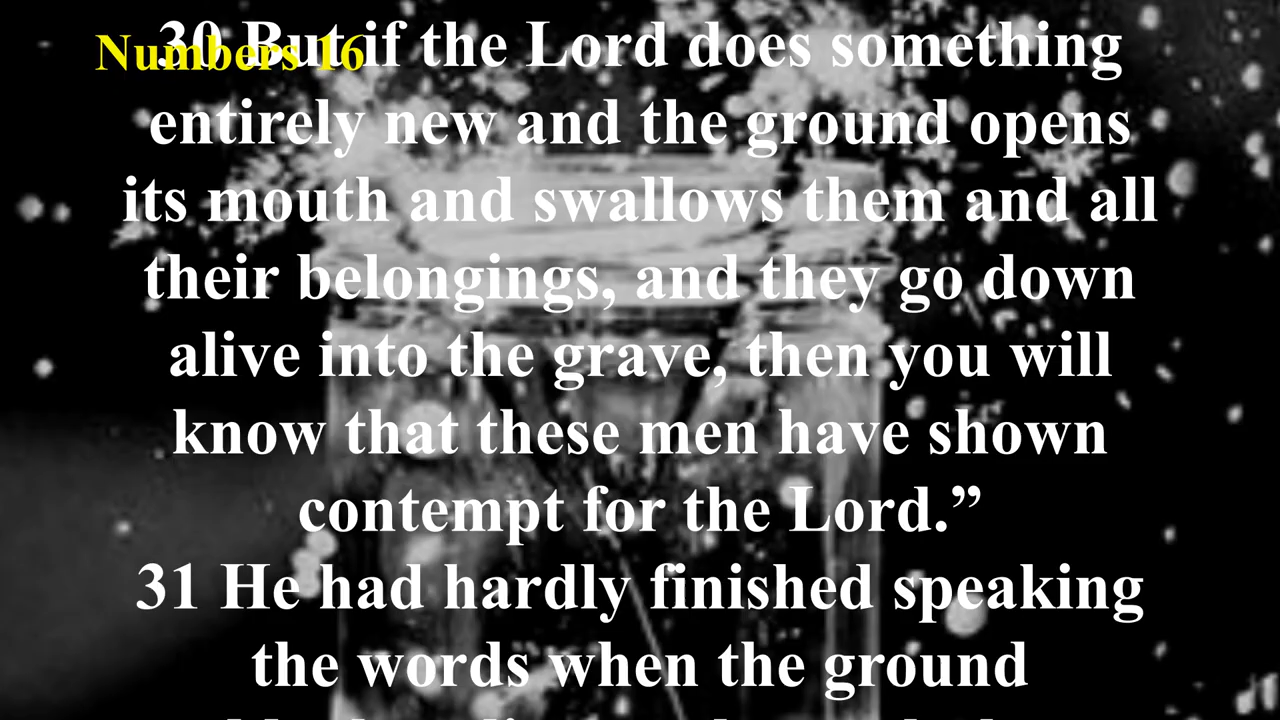 Numbers 16
30 But if the Lord does something
entirely new and the ground opens
its mouth and swallows them and all
their belongings, and they go down
alive into the grave, then you will
know that these men have shown
contempt for the Lord.”
31 He had hardly finished speaking
the words when the ground